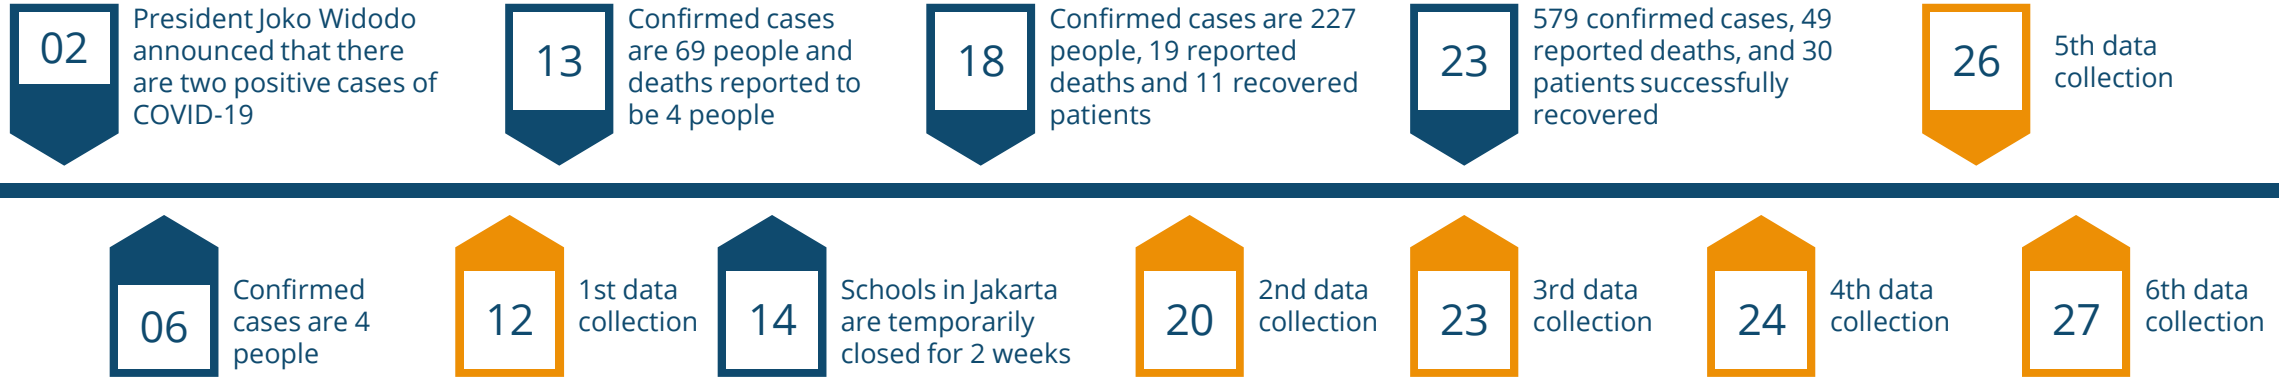 02
President Joko Widodo
announced that there
are two positive cases of
COVID-19
13
Confirmed cases
are 69 people and
deaths reported to
be 4 people
18
Confirmed cases are 227
people, 19 reported
deaths and 11 recovered
patients
23
579 confirmed cases, 49
reported deaths, and 30
patients successfully
recovered
26
5th data
collection
06
Confirmed
cases are 4
people
12
1st data
collection
14
Schools in Jakarta
are temporarily
closed for 2 weeks
20
2nd data
collection
23
3rd data
collection
24
4th data
collection
27
6th data
collection